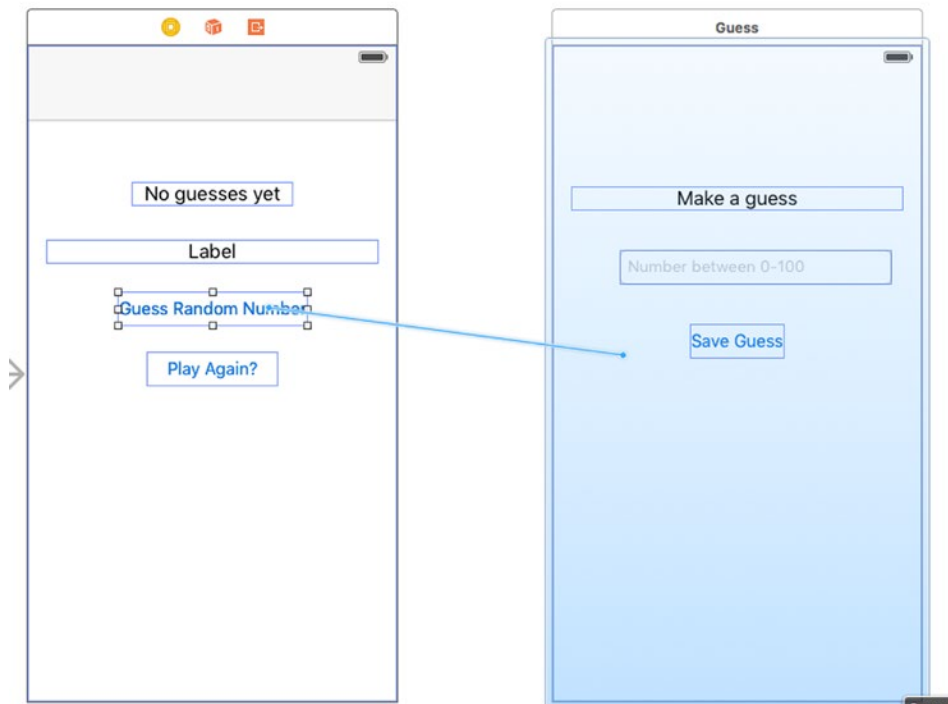 Guess
No guesses yet
Label
Guess Random Number
Play Again?
Make a guess
Number between 0-100
Save Guess